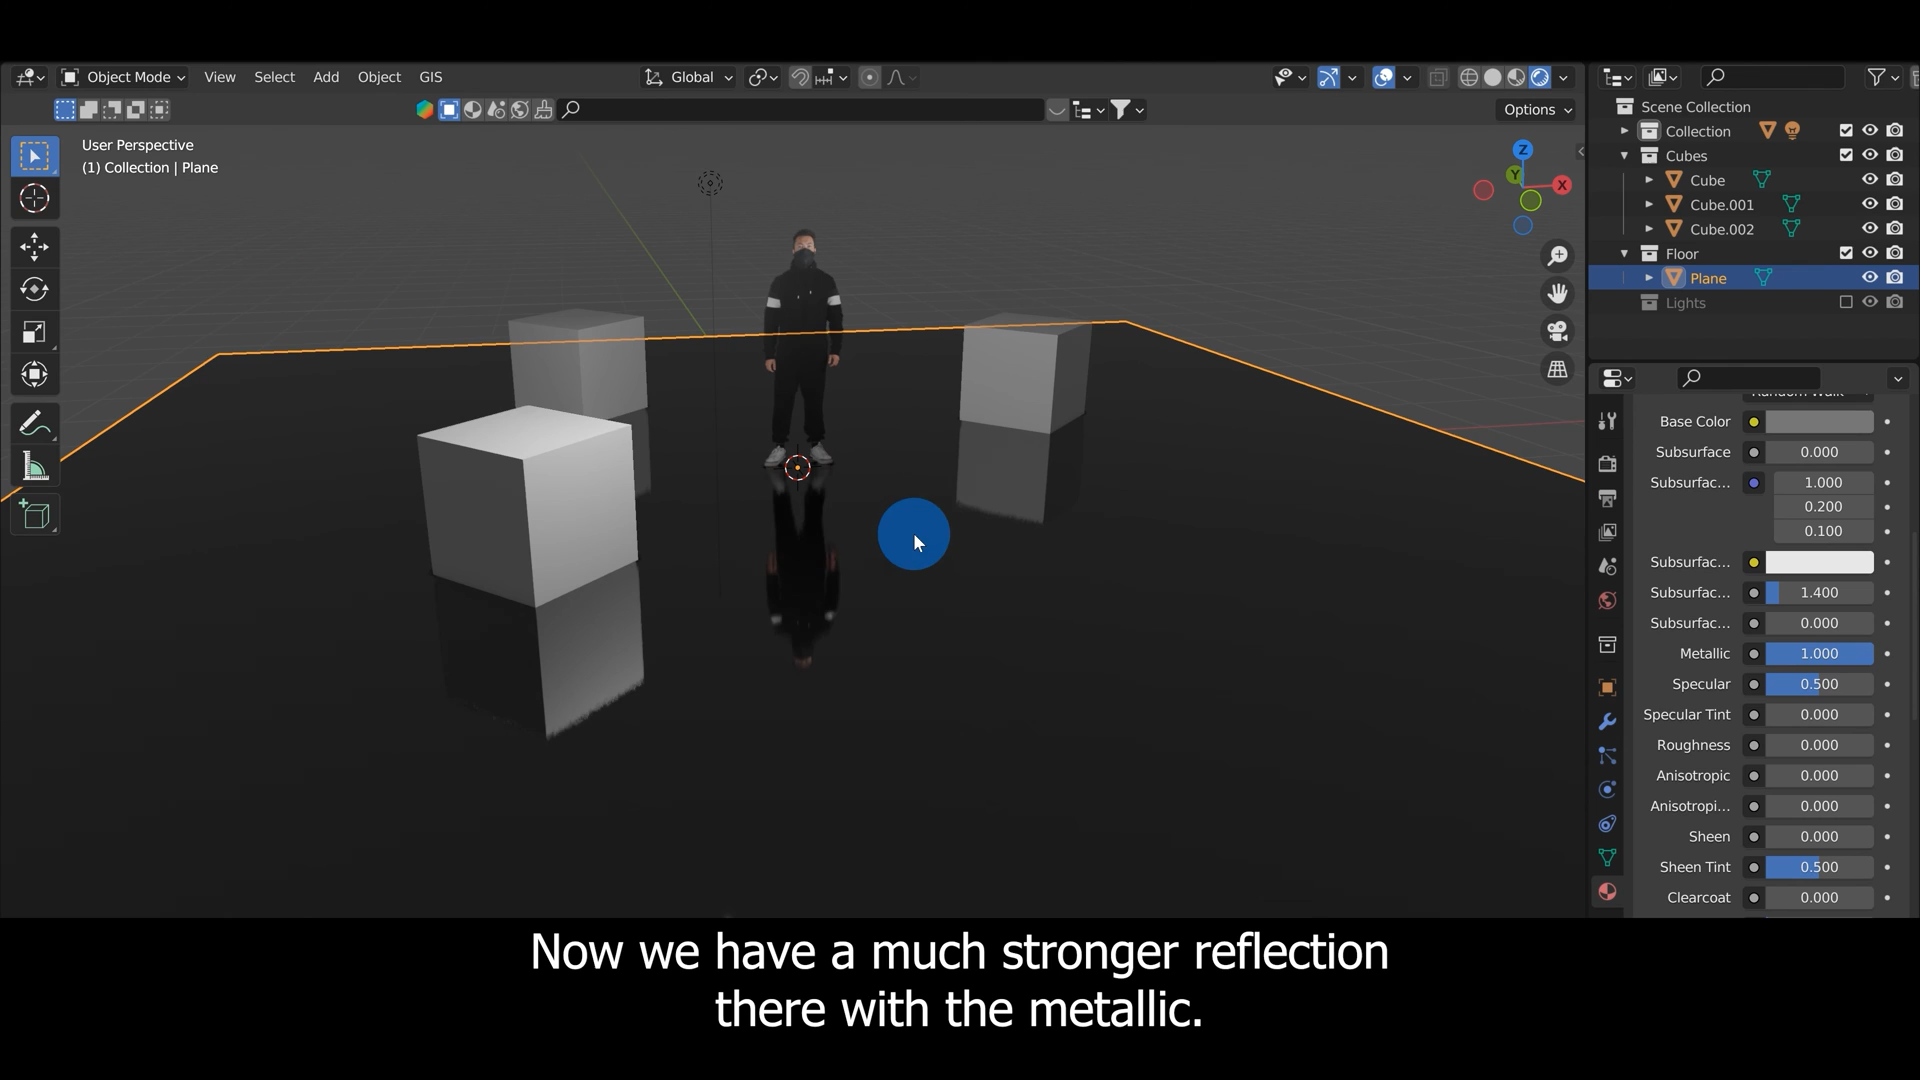 Object Mode View Select Add Object GIS Global
Options
User Perspective
(1) Collection | Plane
Z
Y
X
Scene Collection
Collection
Cubes
Cube
Cube.001
Cube.002
Floor
Plane
Lights
Random Walk
Base Color
Subsurface 0.000
Subsurfac... 1.000
0.200
0.100
Subsurfac...
Subsurfac... 1.400
Subsurfac... 0.000
Metallic 1.000
Specular 0.500
Specular Tint 0.000
Roughness 0.000
Anisotropic 0.000
Anisotropi... 0.000
Sheen 0.000
Sheen Tint 0.500
Clearcoat 0.000
Now we have a much stronger reflection
there with the metallic.